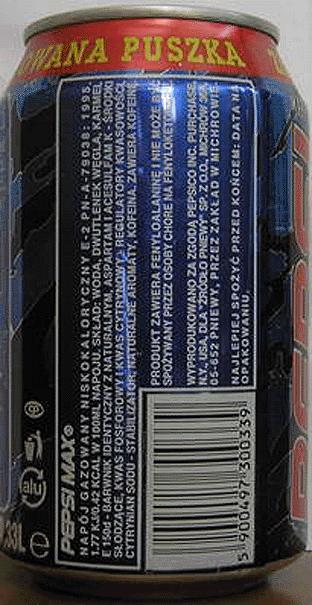 OWANA PUSZKA
PEPSI MAX®
NAPÓJ GAZOWANY NISKOKALORYCZNY E-2 PN-A-79038:1995
1.77 KJ/0.42 KCAL W 100ML NAPOJU. SKŁAD: WODA, DWUTLENEK WĘGLA, KARMEL
E 150d - BARWNIK IDENTYCZNY Z NATURALNYM, ASPARTAM I ACESULFAM K - ŚRODKI
SŁODZĄCE, KWAS FOSFOROWY I KWAS CYTRYNOWY - REGULATORY KWASOWOŚCI,
CYTRYNIAN SODU - STABILIZATOR, NATURALNE AROMATY, KOFEINA. ZAWIERA KOFEINĘ
PRODUKT ZAWIERA FENYLOALANINĘ I NIE MOŻE BYĆ
SPOŻYWANY PRZEZ OSOBY CHORE NA FENYLOKETONURIĘ
WYPRODUKOWANO ZA ZGODĄ PEPSICO INC. PURCHASE,
N.Y., USA, DLA "ŹRÓDŁO PNIEWY" SP. Z O.O., MICHRÓW
05-652 PNIEWY, PRZEZ ZAKŁAD W MICHROWIE.
NAJLEPIEJ SPOŻYĆ PRZED KOŃCEM: DATA NA
OPAKOWANIU.
5 900497 300339
alu
0.33L e
PEPSI